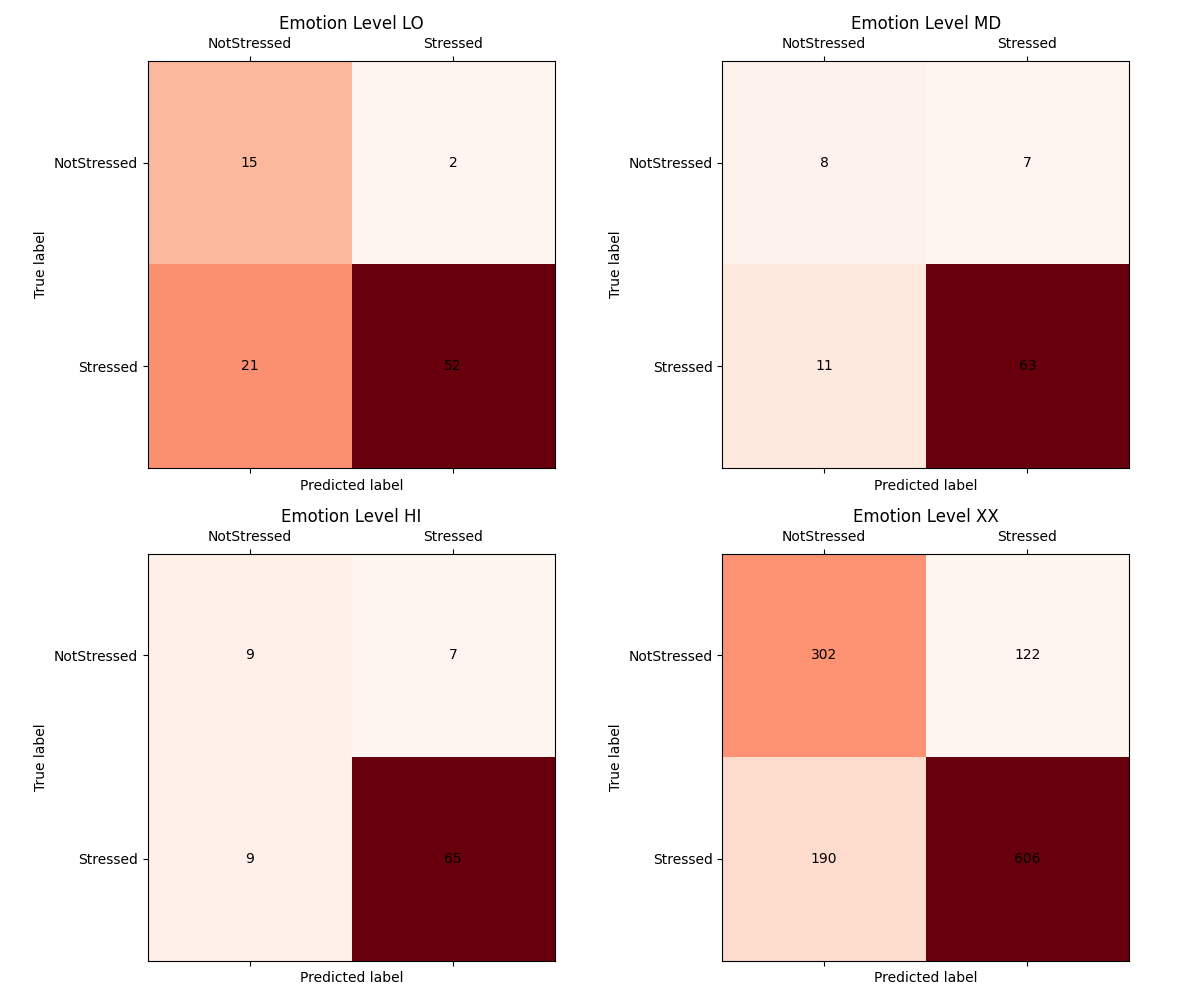 Emotion Level LO
NotStressed Stressed
NotStressed 15 2
True label
Stressed 21 52
Predicted label
Emotion Level MD
NotStressed Stressed
NotStressed 8 7
True label
Stressed 11 63
Predicted label
Emotion Level HI
NotStressed Stressed
NotStressed 9 7
True label
Stressed 9 65
Predicted label
Emotion Level XX
NotStressed Stressed
NotStressed 302 122
True label
Stressed 190 606
Predicted label